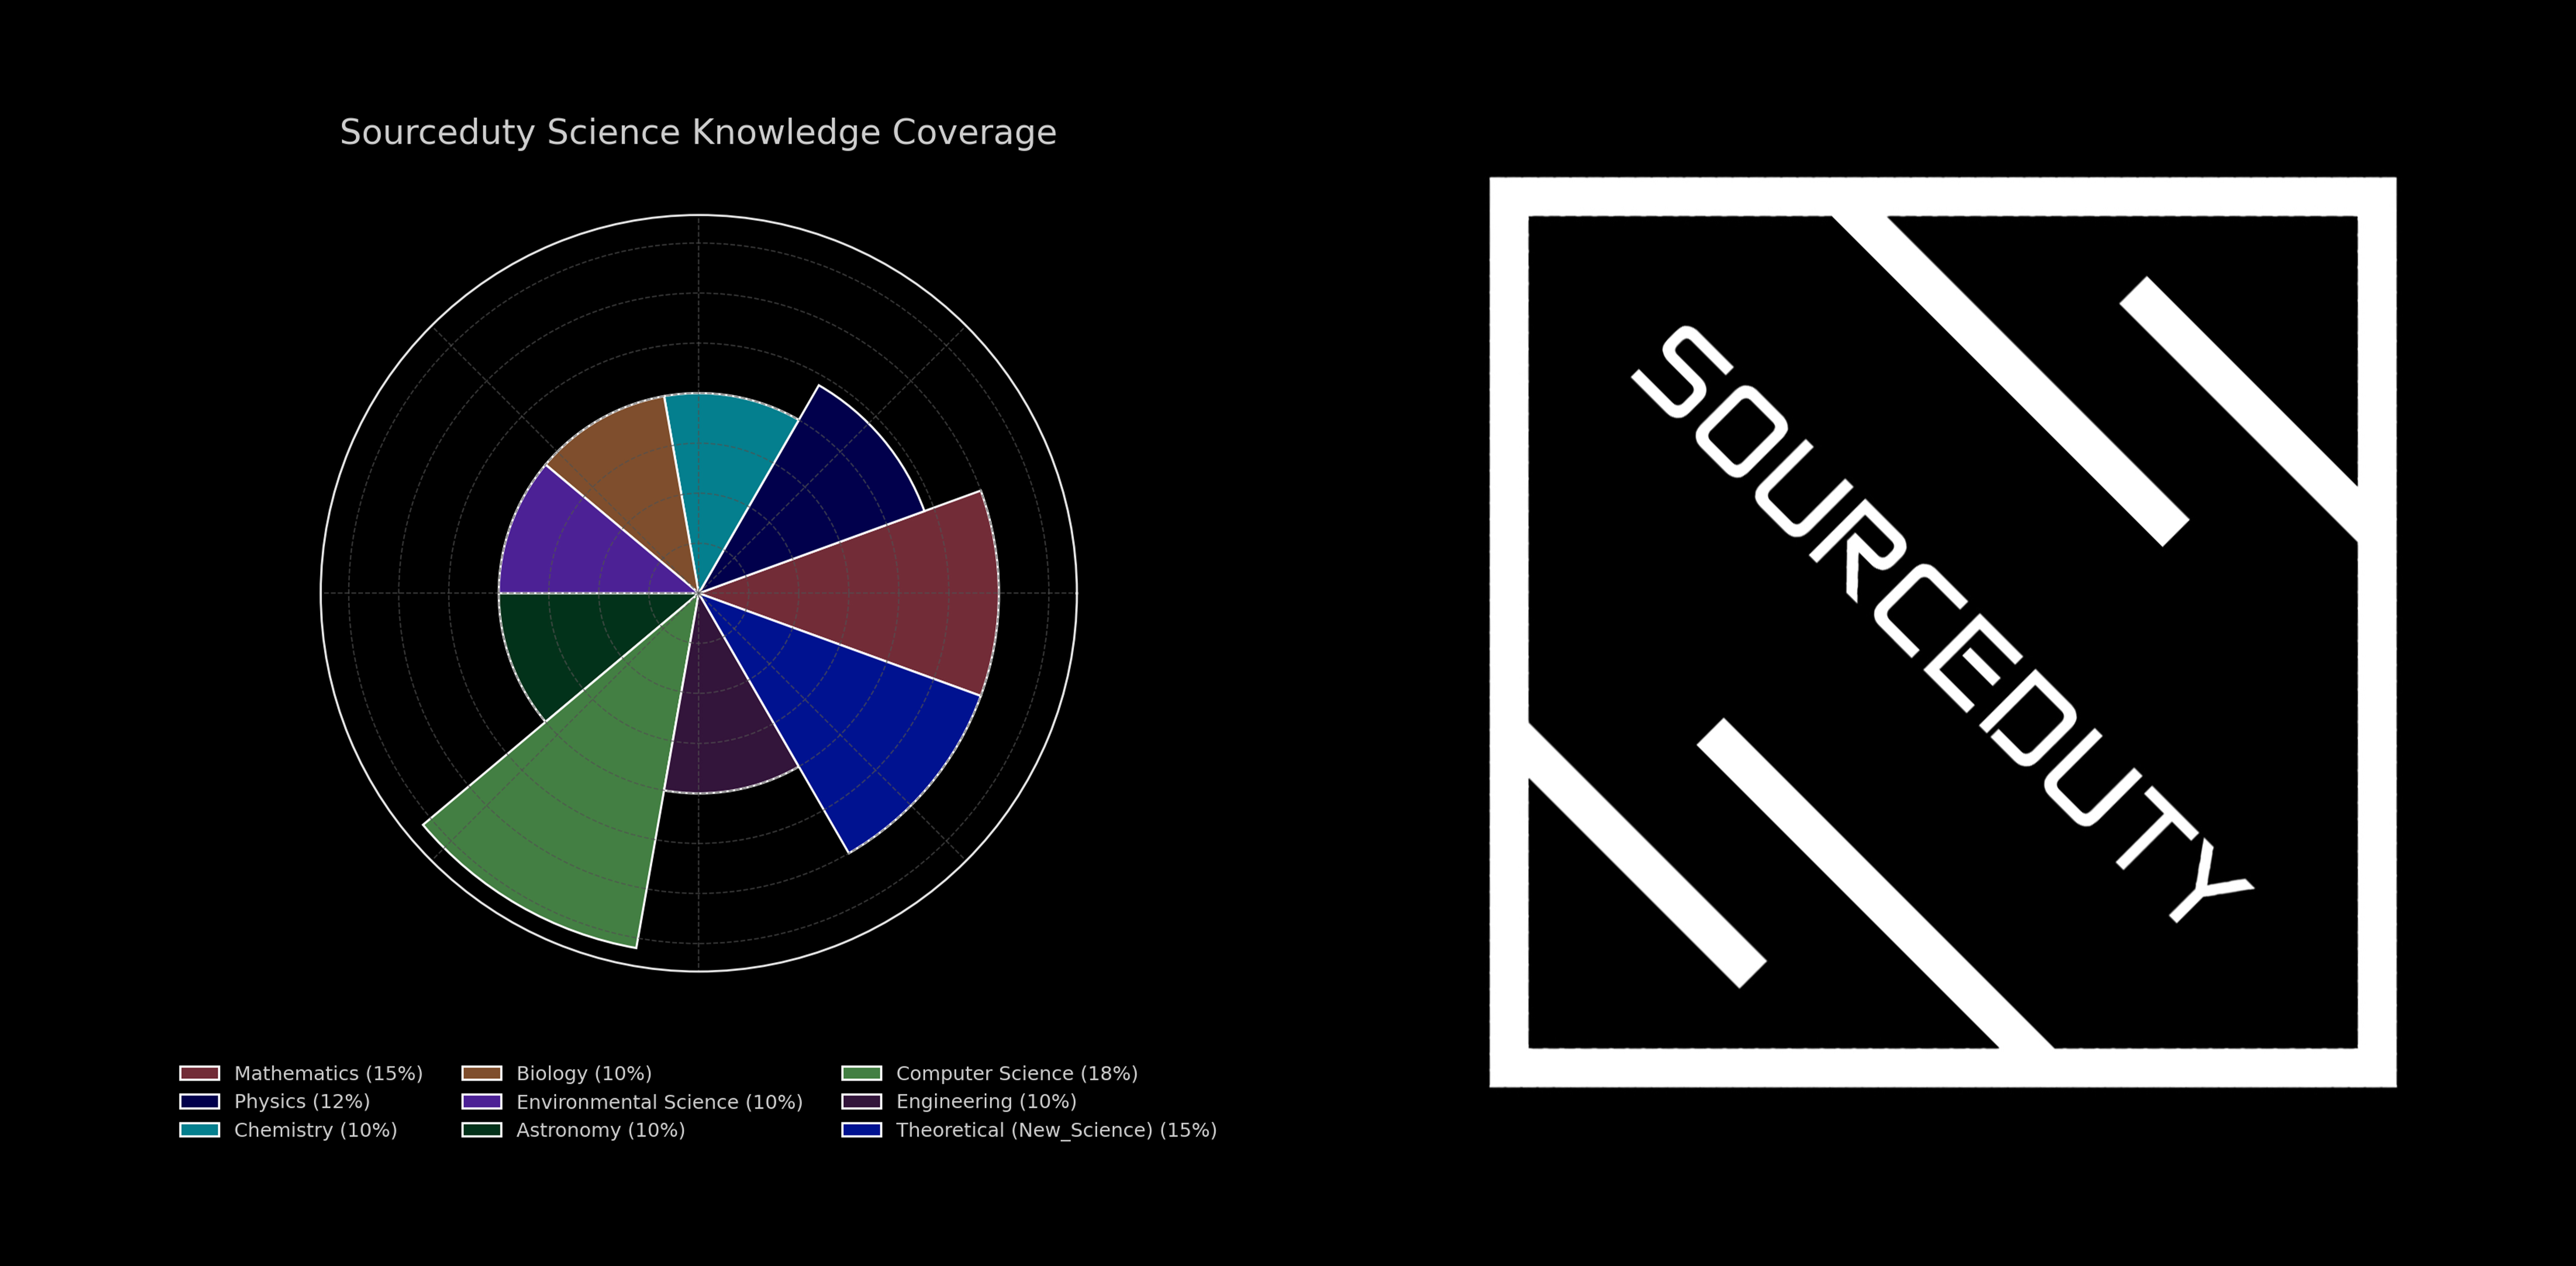 Sourceduty Science Knowledge Coverage
SOURCEDUTY
Mathematics (15%)
Physics (12%)
Chemistry (10%)
Biology (10%)
Environmental Science (10%)
Astronomy (10%)
Computer Science (18%)
Engineering (10%)
Theoretical (New_Science) (15%)